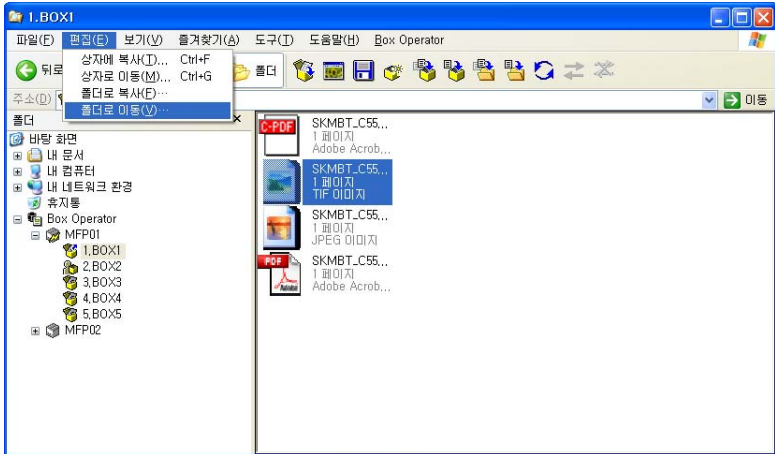 1.BOX1
파일(F) 편집(E) 보기(V) 즐겨찾기(A) 도구(T) 도움말(H) Box Operator
상자에 복사(T)... Ctrl+F
상자로 이동(M)... Ctrl+G
폴더로 복사(F)...
폴더로 이동(V)...
뒤로
폴더
주소(D)
이동
폴더
바탕 화면
내 문서
내 컴퓨터
내 네트워크 환경
휴지통
Box Operator
MFP01
1,BOX1
2,BOX2
3,BOX3
4,BOX4
5,BOX5
MFP02
C-PDF
SKMBT_C55...
1 페이지
Adobe Acrob...
SKMBT_C55...
1 페이지
TIF 이미지
SKMBT_C55...
1 페이지
JPEG 이미지
PDF
Adobe
SKMBT_C55...
1 페이지
Adobe Acrob...